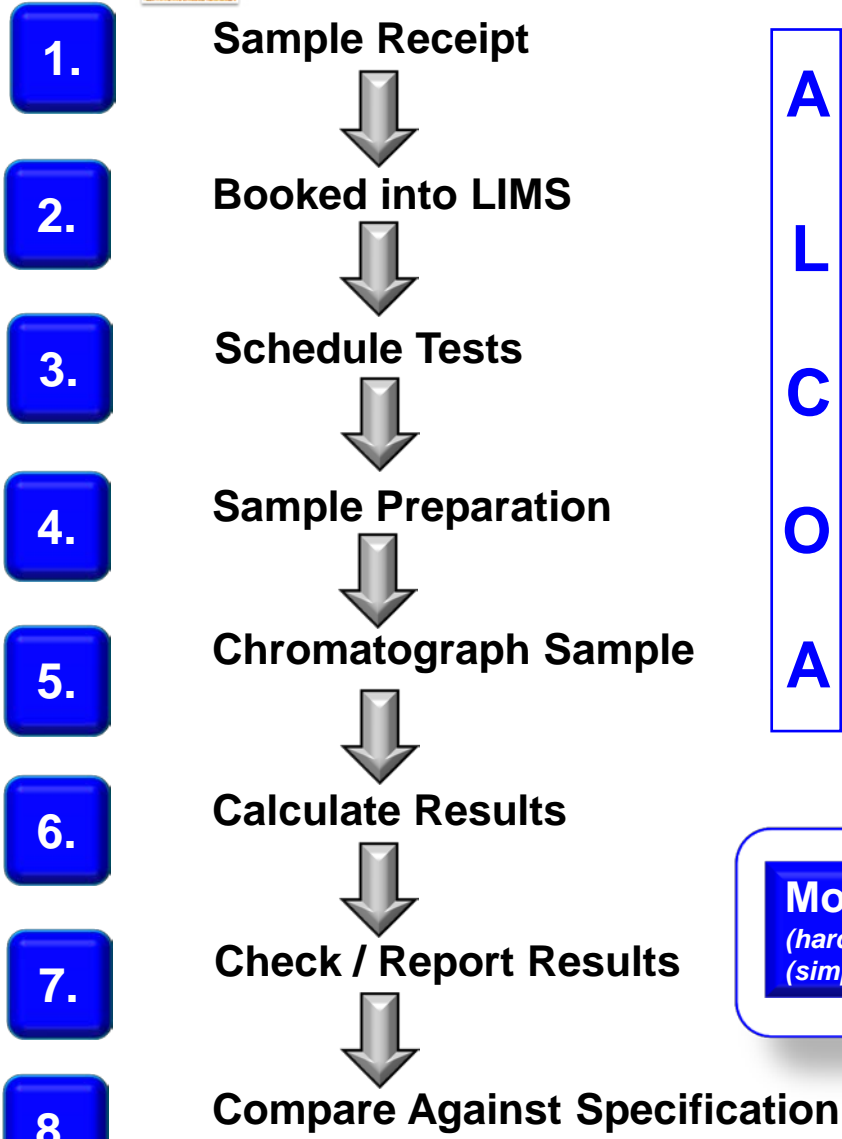 1. Sample Receipt
2. Booked into LIMS
3. Schedule Tests
4. Sample Preparation
5. Chromatograph Sample
6. Calculate Results
7. Check / Report Results
8. Compare Against Specification
A
L
C
O
A